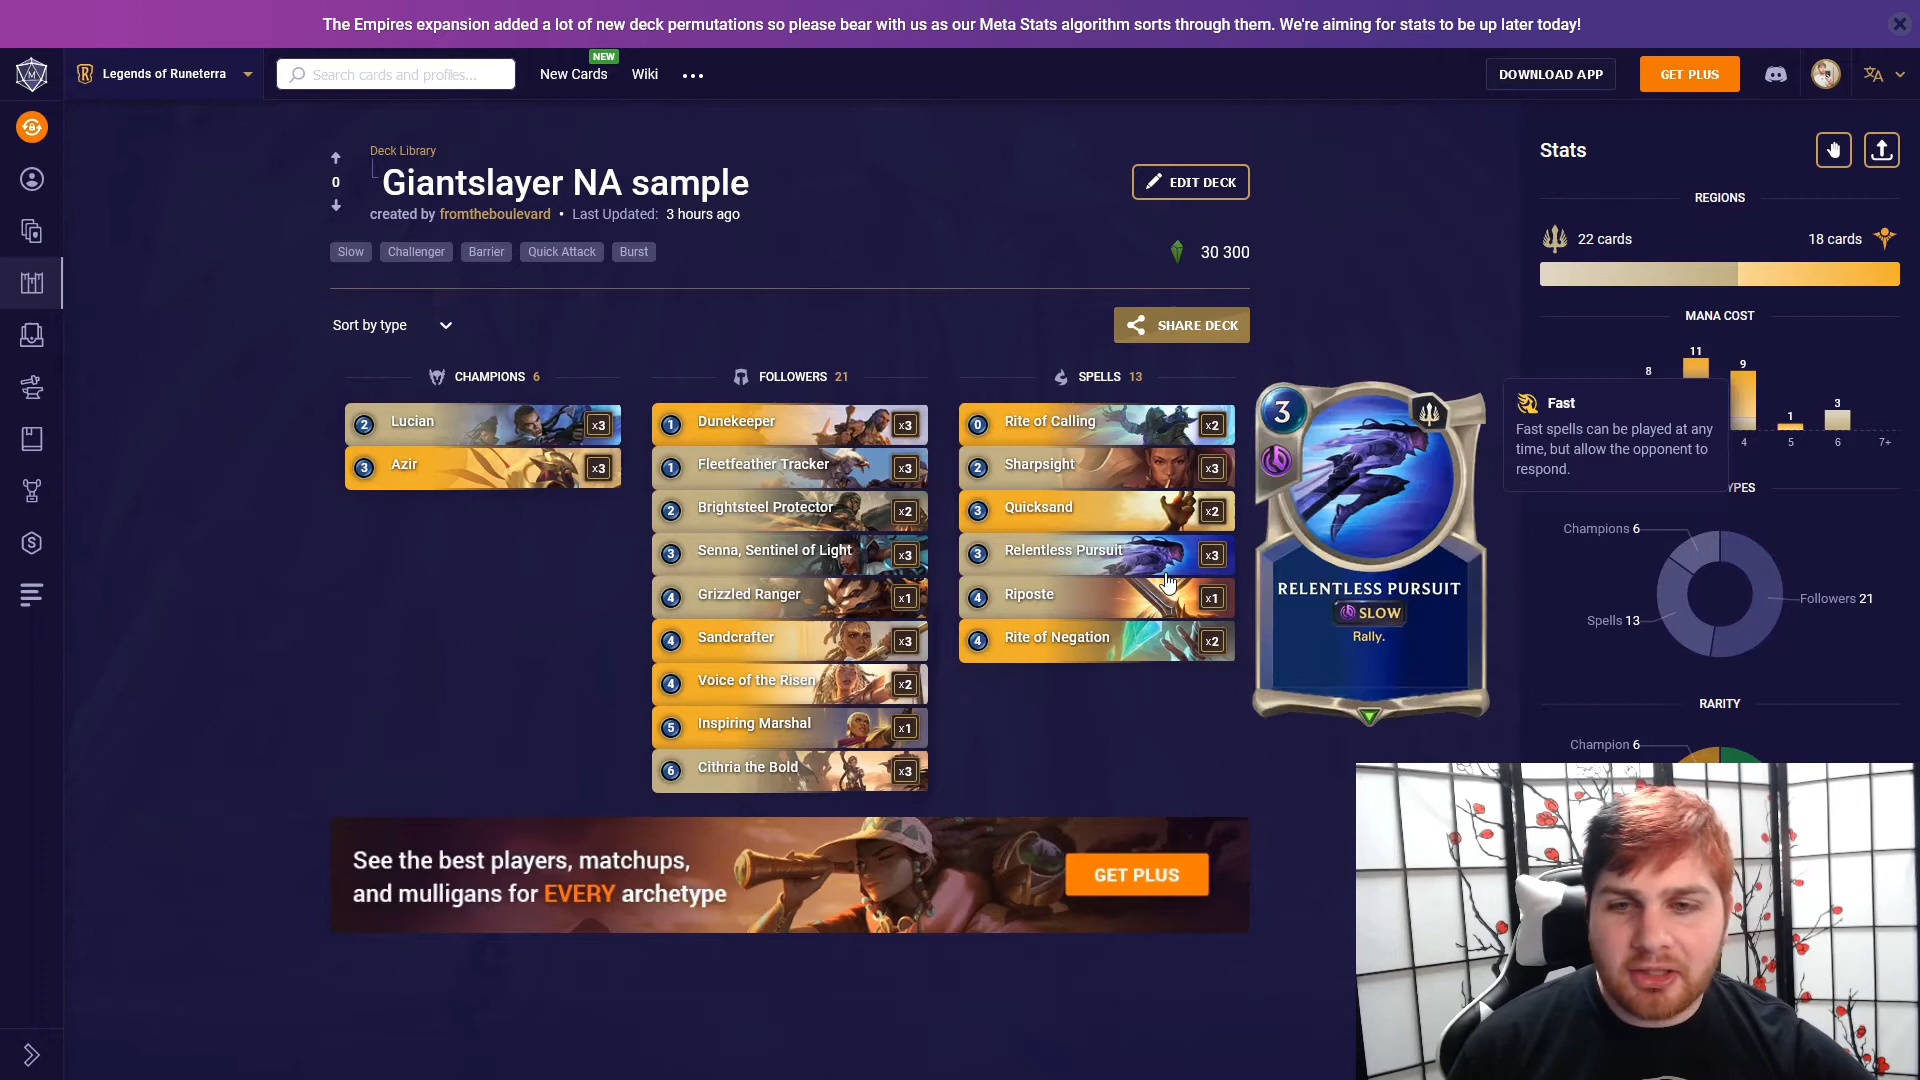 The Empires expansion added a lot of new deck permutations so please bear with us as our Meta Stats algorithm sorts through them. We're aiming for stats to be up later today!
M
Legends of Runeterra
Search cards and profiles...
NEW
New Cards
Wiki
DOWNLOAD APP
GET PLUS
Deck Library
0
Giantslayer NA sample
EDIT DECK
created by fromtheboulevard • Last Updated: 3 hours ago
Slow
Challenger
Barrier
Quick Attack
Burst
30 300
Sort by type
SHARE DECK
CHAMPIONS 6
2 Lucian x3
3 Azir x3
FOLLOWERS 21
1 Dunekeeper x3
1 Fleetfeather Tracker x3
2 Brightsteel Protector x2
3 Senna, Sentinel of Light x3
4 Grizzled Ranger x1
4 Sandcrafter x3
4 Voice of the Risen x2
5 Inspiring Marshal x1
6 Cithria the Bold x3
SPELLS 13
0 Rite of Calling x2
2 Sharpsight x3
3 Quicksand x2
3 Relentless Pursuit x3
4 Riposte x1
4 Rite of Negation x2
3
RELENTLESS PURSUIT
SLOW
Rally.
Fast
Fast spells can be played at any
time, but allow the opponent to
respond.
Stats
REGIONS
22 cards
18 cards
MANA COST
8
11
9
1
3
4
5
6
7+
YPES
Champions 6
Followers 21
Spells 13
RARITY
Champion 6
See the best players, matchups,
and mulligans for EVERY archetype
GET PLUS